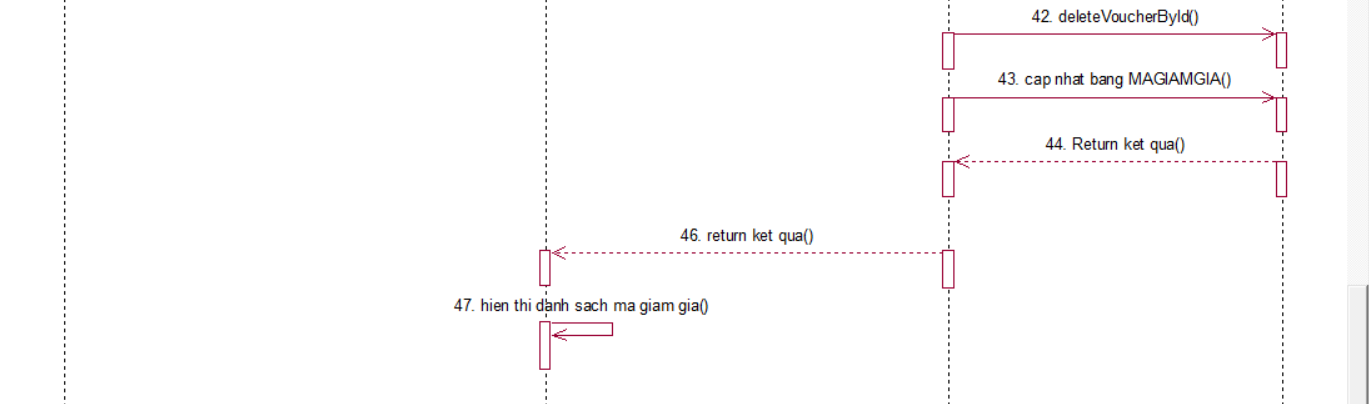 42. deleteVoucherById()
43. cap nhat bang MAGIAMGIA()
44. Return ket qua()
46. return ket qua()
47. hien thi danh sach ma giam gia()